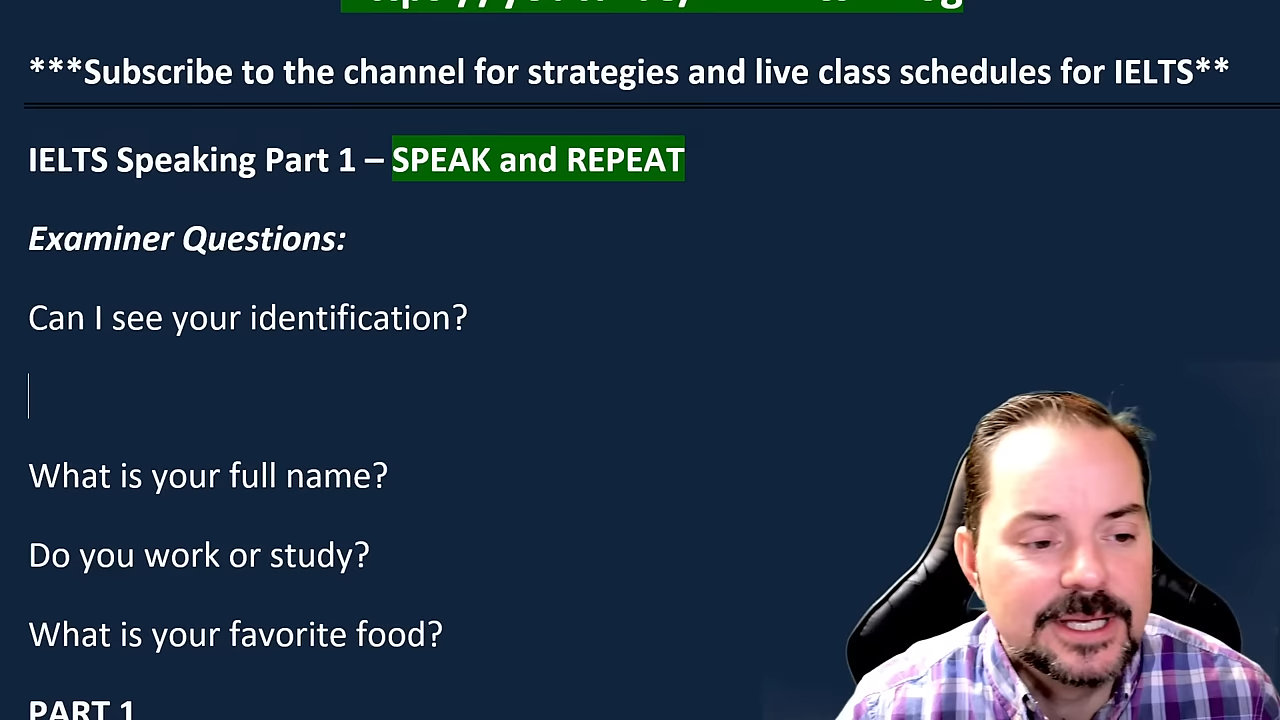 ***Subscribe to the channel for strategies and live class schedules for IELTS**
IELTS Speaking Part 1 – SPEAK and REPEAT
Examiner Questions:
Can I see your identification?
What is your full name?
Do you work or study?
What is your favorite food?
PART 1